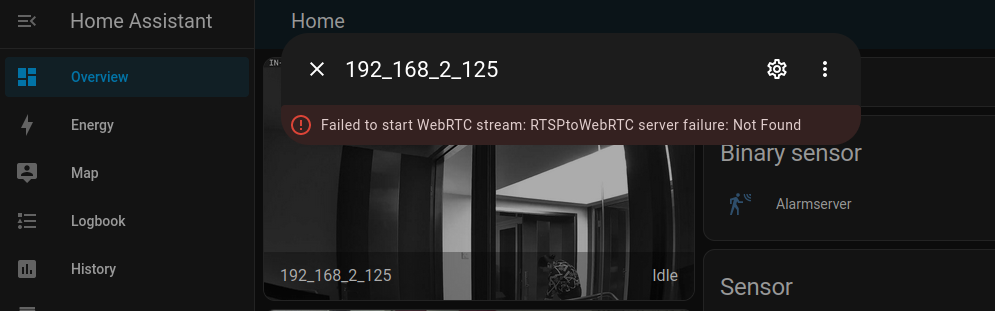 Home Assistant
Home
Overview
Energy
Map
Logbook
History
IN-
192_168_2_125
Failed to start WebRTC stream: RTSPtoWebRTC server failure: Not Found
192_168_2_125
Idle
Binary sensor
Alarmserver
Sensor